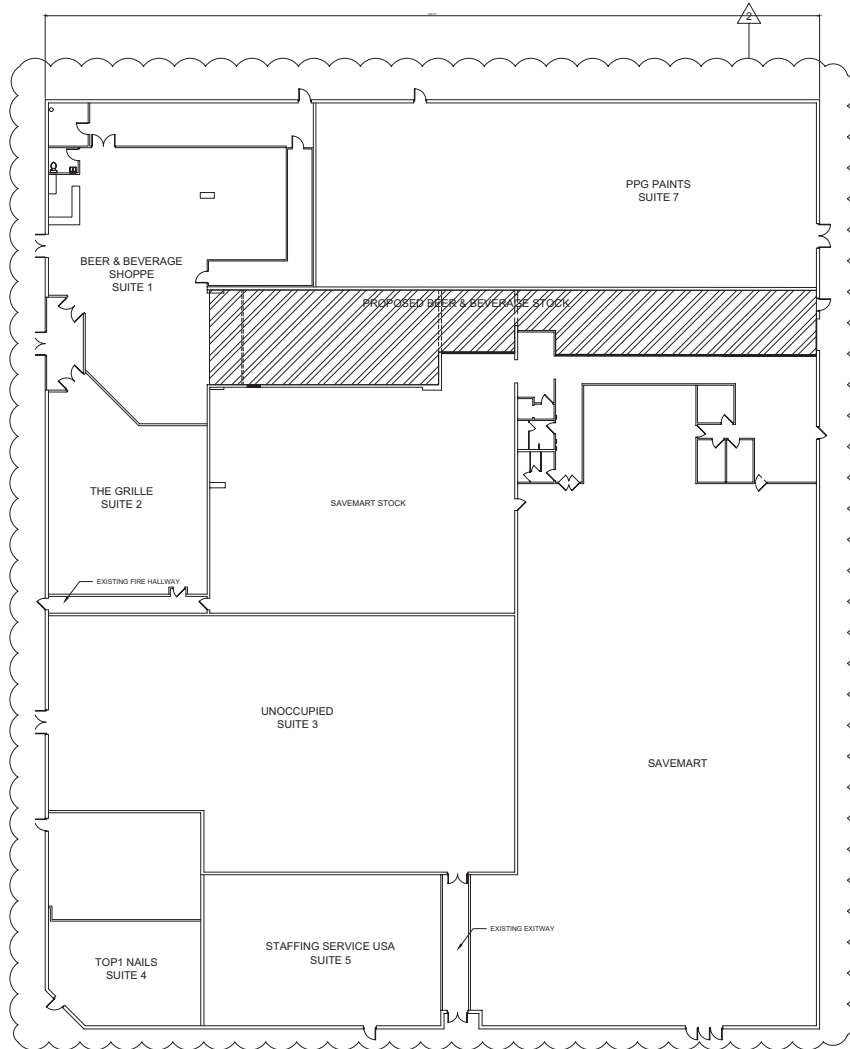 2
PPG PAINTS
SUITE 7
BEER & BEVERAGE
SHOPPE
SUITE 1
PROPOSED BEER & BEVERAGE STOCK
THE GRILLE
SUITE 2
SAVEMART STOCK
EXISTING FIRE HALLWAY
UNOCCUPIED
SUITE 3
SAVEMART
EXISTING EXITWAY
STAFFING SERVICE USA
SUITE 5
TOP1 NAILS
SUITE 4